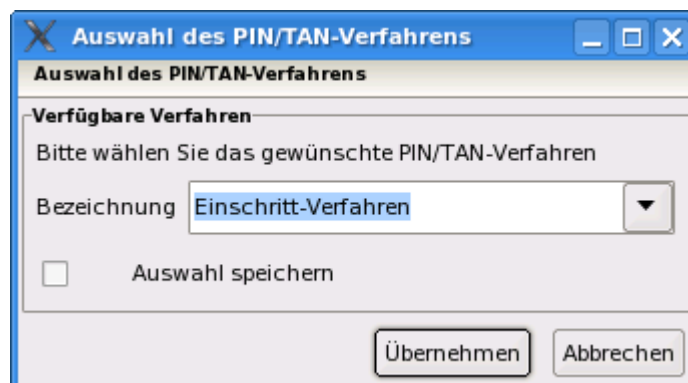 Auswahl des PIN/TAN-Verfahrens
Auswahl des PIN/TAN-Verfahrens
Verfügbare Verfahren
Bitte wählen Sie das gewünschte PIN/TAN-Verfahren
Bezeichnung Einschritt-Verfahren
Auswahl speichern
Übernehmen Abbrechen